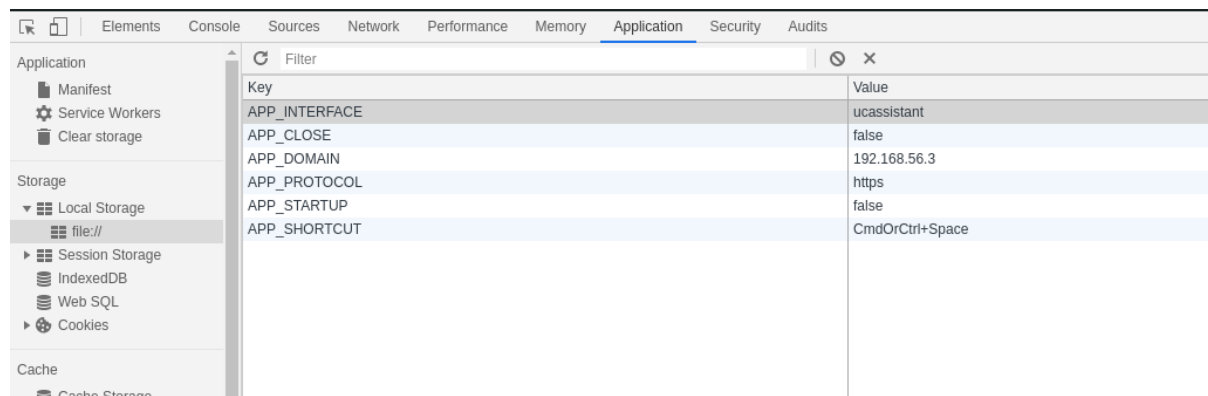 Elements Console Sources Network Performance Memory Application Security Audits
Application
Manifest
Service Workers
Clear storage
Storage
Local Storage
file://
Session Storage
IndexedDB
Web SQL
Cookies
Cache
Cache Storage
Filter
Key Value
APP_INTERFACE ucassistant
APP_CLOSE false
APP_DOMAIN 192.168.56.3
APP_PROTOCOL https
APP_STARTUP false
APP_SHORTCUT CmdOrCtrl+Space